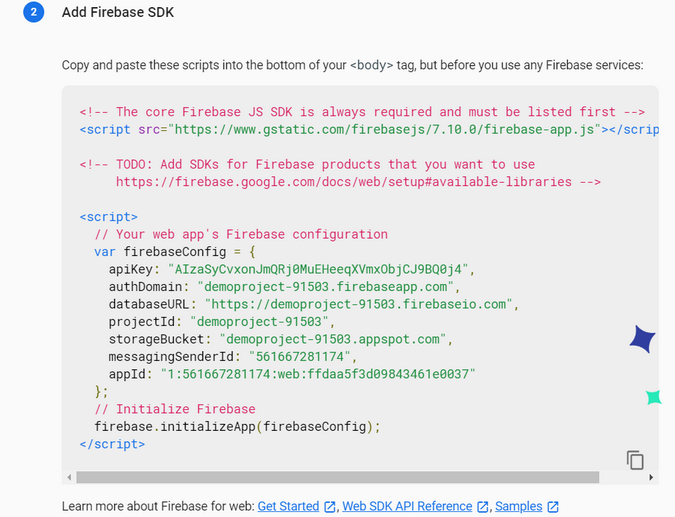 2 Add Firebase SDK
Copy and paste these scripts into the bottom of your <body> tag, but before you use any Firebase services:
<!-- The core Firebase JS SDK is always required and must be listed first -->
<script src="https://www.gstatic.com/firebasejs/7.10.0/firebase-app.js"></scrip
<!-- TODO: Add SDKs for Firebase products that you want to use
https://firebase.google.com/docs/web/setup#available-libraries -->
<script>
// Your web app's Firebase configuration
var firebaseConfig = {
apiKey: "AIzaSyCvxonJmQRj0MuEHeeqXVmxObjCJ9BQ0j4",
authDomain: "demoproject-91503.firebaseapp.com",
databaseURL: "https://demoproject-91503.firebaseio.com",
projectId: "demoproject-91503",
storageBucket: "demoproject-91503.appspot.com",
messagingSenderId: "561667281174",
appId: "1:561667281174:web:ffdaa5f3d09843461e0037"
};
// Initialize Firebase
firebase.initializeApp(firebaseConfig);
</script>
Learn more about Firebase for web: Get Started, Web SDK API Reference, Samples